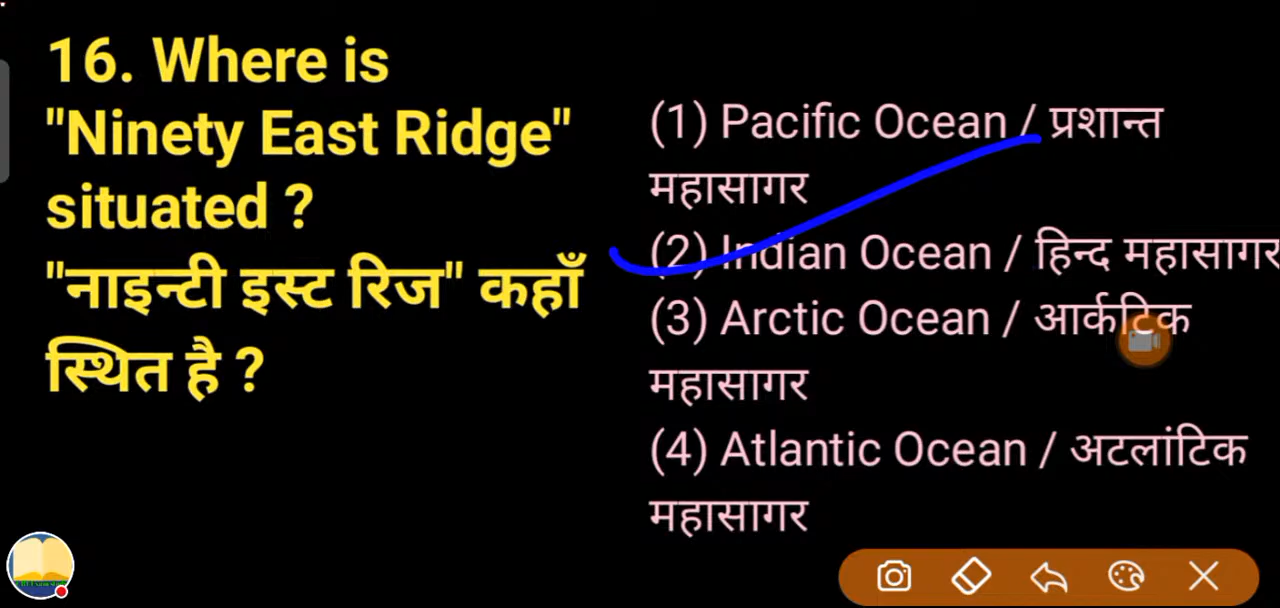 16. Where is
"Ninety East Ridge"
situated ?
"नाइन्टी इस्ट रिज" कहाँ
स्थित है ?
(1) Pacific Ocean / प्रशान्त
महासागर
(2) Indian Ocean / हिन्द महासागर
(3) Arctic Ocean / आर्कटिक
महासागर
(4) Atlantic Ocean / अटलांटिक
महासागर